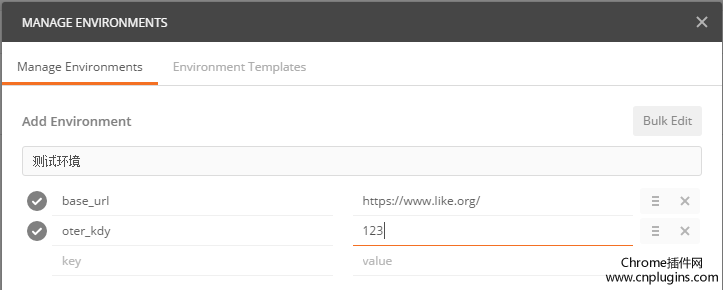 MANAGE ENVIRONMENTS
Manage Environments Environment Templates
Add Environment Bulk Edit
测试环境
base_url https://www.like.org/
oter_kdy 123
key value
Chrome插件网
www.cnplugins.com